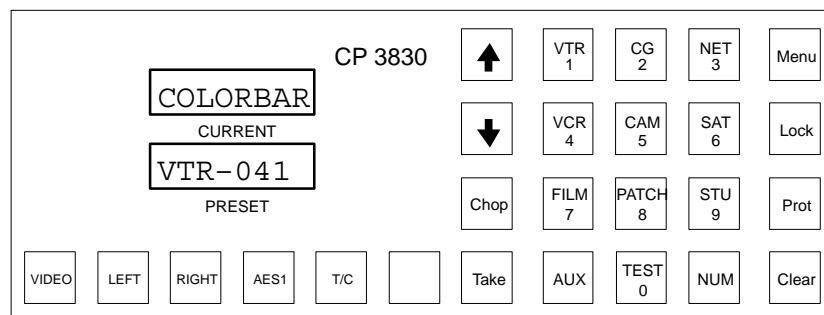 CP 3830
COLORBAR
CURRENT
VTR-041
PRESET
VTR
1
CG
2
NET
3
Menu
VCR
4
CAM
5
SAT
6
Lock
Chop
FILM
7
PATCH
8
STU
9
Prot
VIDEO
LEFT
RIGHT
AES1
T/C
Take
AUX
TEST
0
NUM
Clear